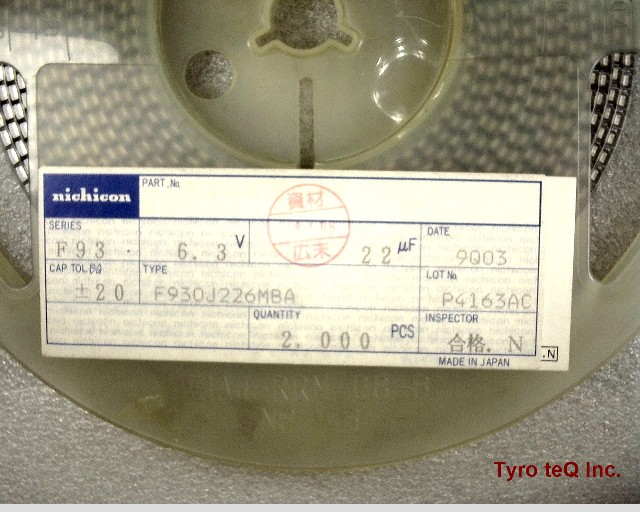 nichicon
PART, No
SERIES
F93 · 6.3 V
22 μF
DATE
9Q03
CAP TOL
±20
TYPE
F930J226MBA
LOT No
P4163AC
QUANTITY
2,000 PCS
INSPECTOR
合格. N
MADE IN JAPAN
.N
資材
広末
Tyro teQ Inc.